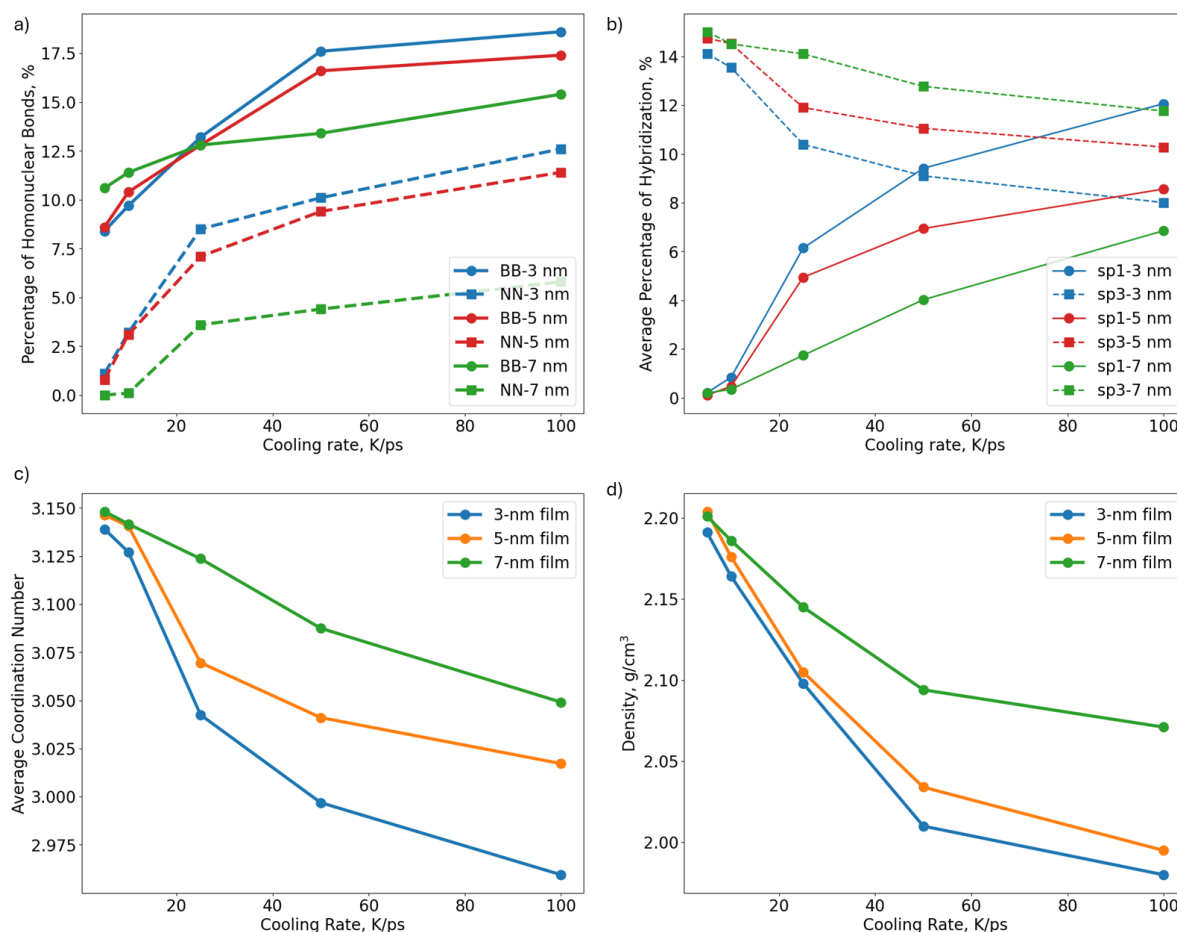 a)
Percentage of Homonuclear Bonds, %
17.5
15.0
12.5
10.0
7.5
5.0
2.5
0.0
BB-3 nm
NN-3 nm
BB-5 nm
NN-5 nm
BB-7 nm
NN-7 nm
20 40 60 80 100
Cooling rate, K/ps
b)
Average Percentage of Hybridization, %
14
12
10
8
6
4
2
0
sp1-3 nm
sp3-3 nm
sp1-5 nm
sp3-5 nm
sp1-7 nm
sp3-7 nm
20 40 60 80 100
Cooling rate, K/ps
c)
Average Coordination Number
3.150
3.125
3.100
3.075
3.050
3.025
3.000
2.975
3-nm film
5-nm film
7-nm film
20 40 60 80 100
Cooling Rate, K/ps
d)
Density, g/cm³
2.20
2.15
2.10
2.05
2.00
3-nm film
5-nm film
7-nm film
20 40 60 80 100
Cooling Rate, K/ps